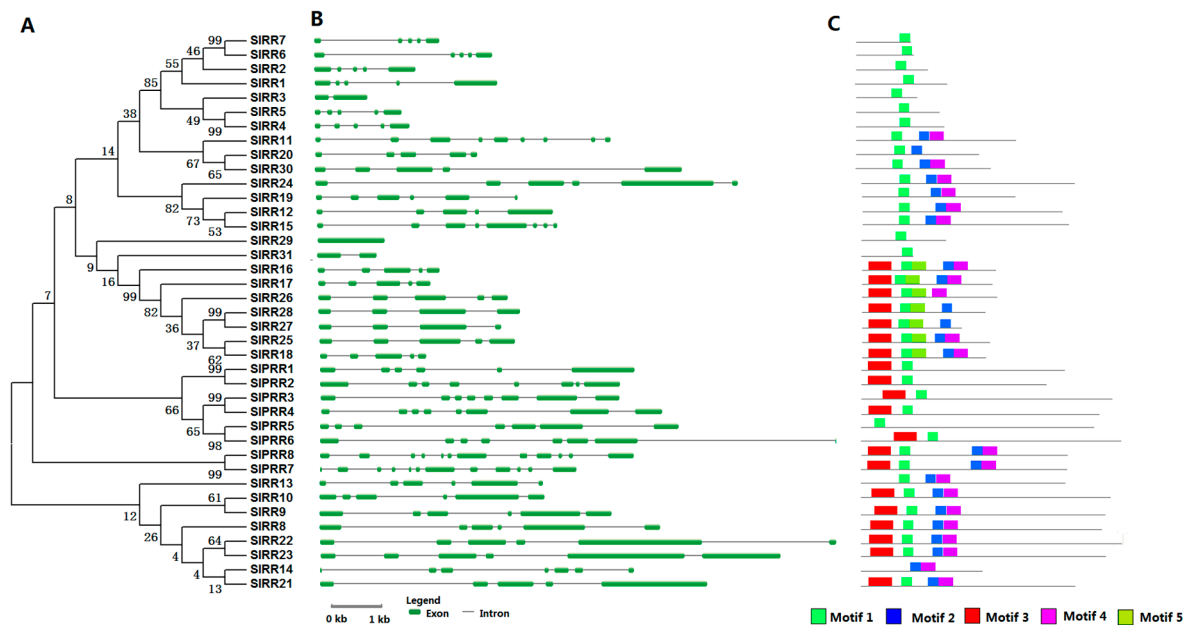 A
B
C
SlRR7
SlRR6
SlRR2
SlRR1
SlRR3
SlRR5
SlRR4
SlRR11
SlRR20
SlRR30
SlRR24
SlRR19
SlRR12
SlRR15
SlRR29
SlRR31
SlRR16
SlRR17
SlRR26
SlRR28
SlRR27
SlRR25
SlRR18
SlPRR1
SlPRR2
SlPRR3
SlPRR4
SlPRR5
SlPRR6
SlPRR8
SlPRR7
SlRR13
SlRR10
SlRR9
SlRR8
SlRR22
SlRR23
SlRR14
SlRR21
99
46
55
85
38
49
99
14
67
65
8
82
73
53
9
16
99
7
82
99
36
37
62
99
99
66
65
98
99
61
12
26
64
4
4
13
Legend
Exon Intron
0 kb 1 kb
Motif 1 Motif 2 Motif 3 Motif 4 Motif 5